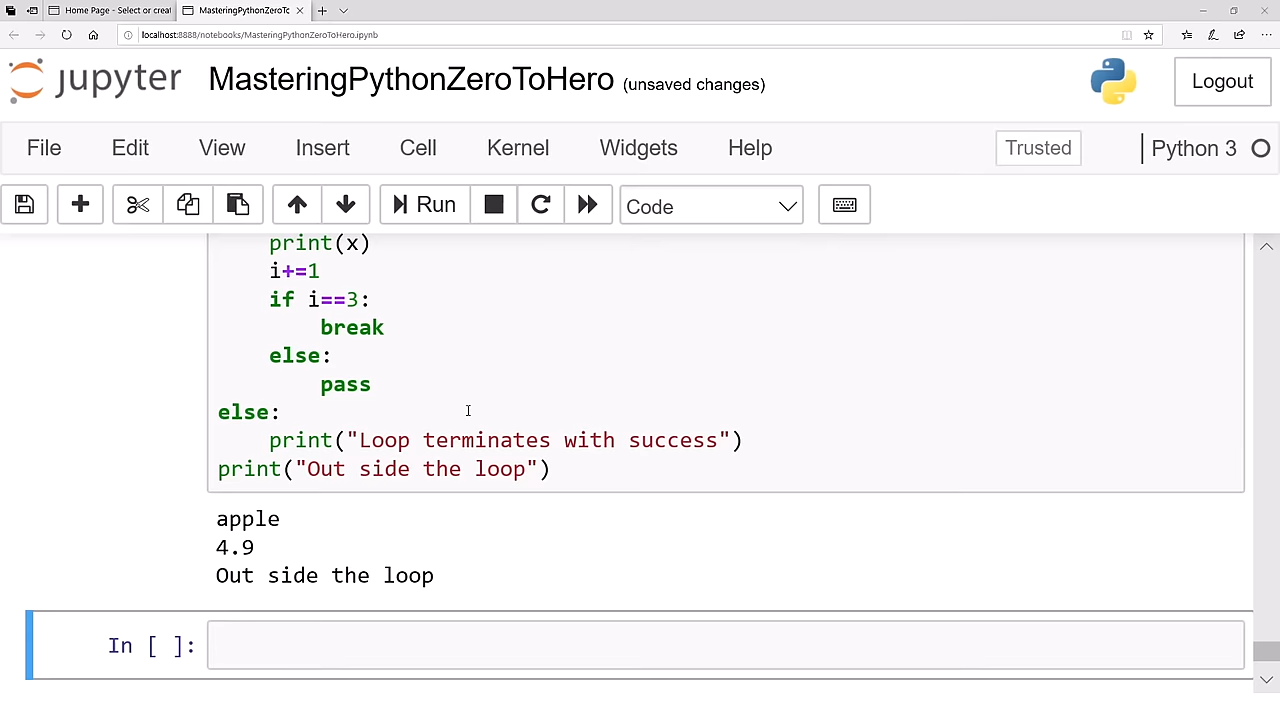 Home Page - Select or creat
MasteringPythonZeroTo
localhost:8888/notebooks/MasteringPythonZeroToHero.ipynb
jupyter MasteringPythonZeroToHero (unsaved changes) Logout
File Edit View Insert Cell Kernel Widgets Help Trusted Python 3
Run Code
print(x)
i+=1
if i==3:
break
else:
pass
else:
print("Loop terminates with success")
print("Out side the loop")
apple
4.9
Out side the loop
In [ ]: